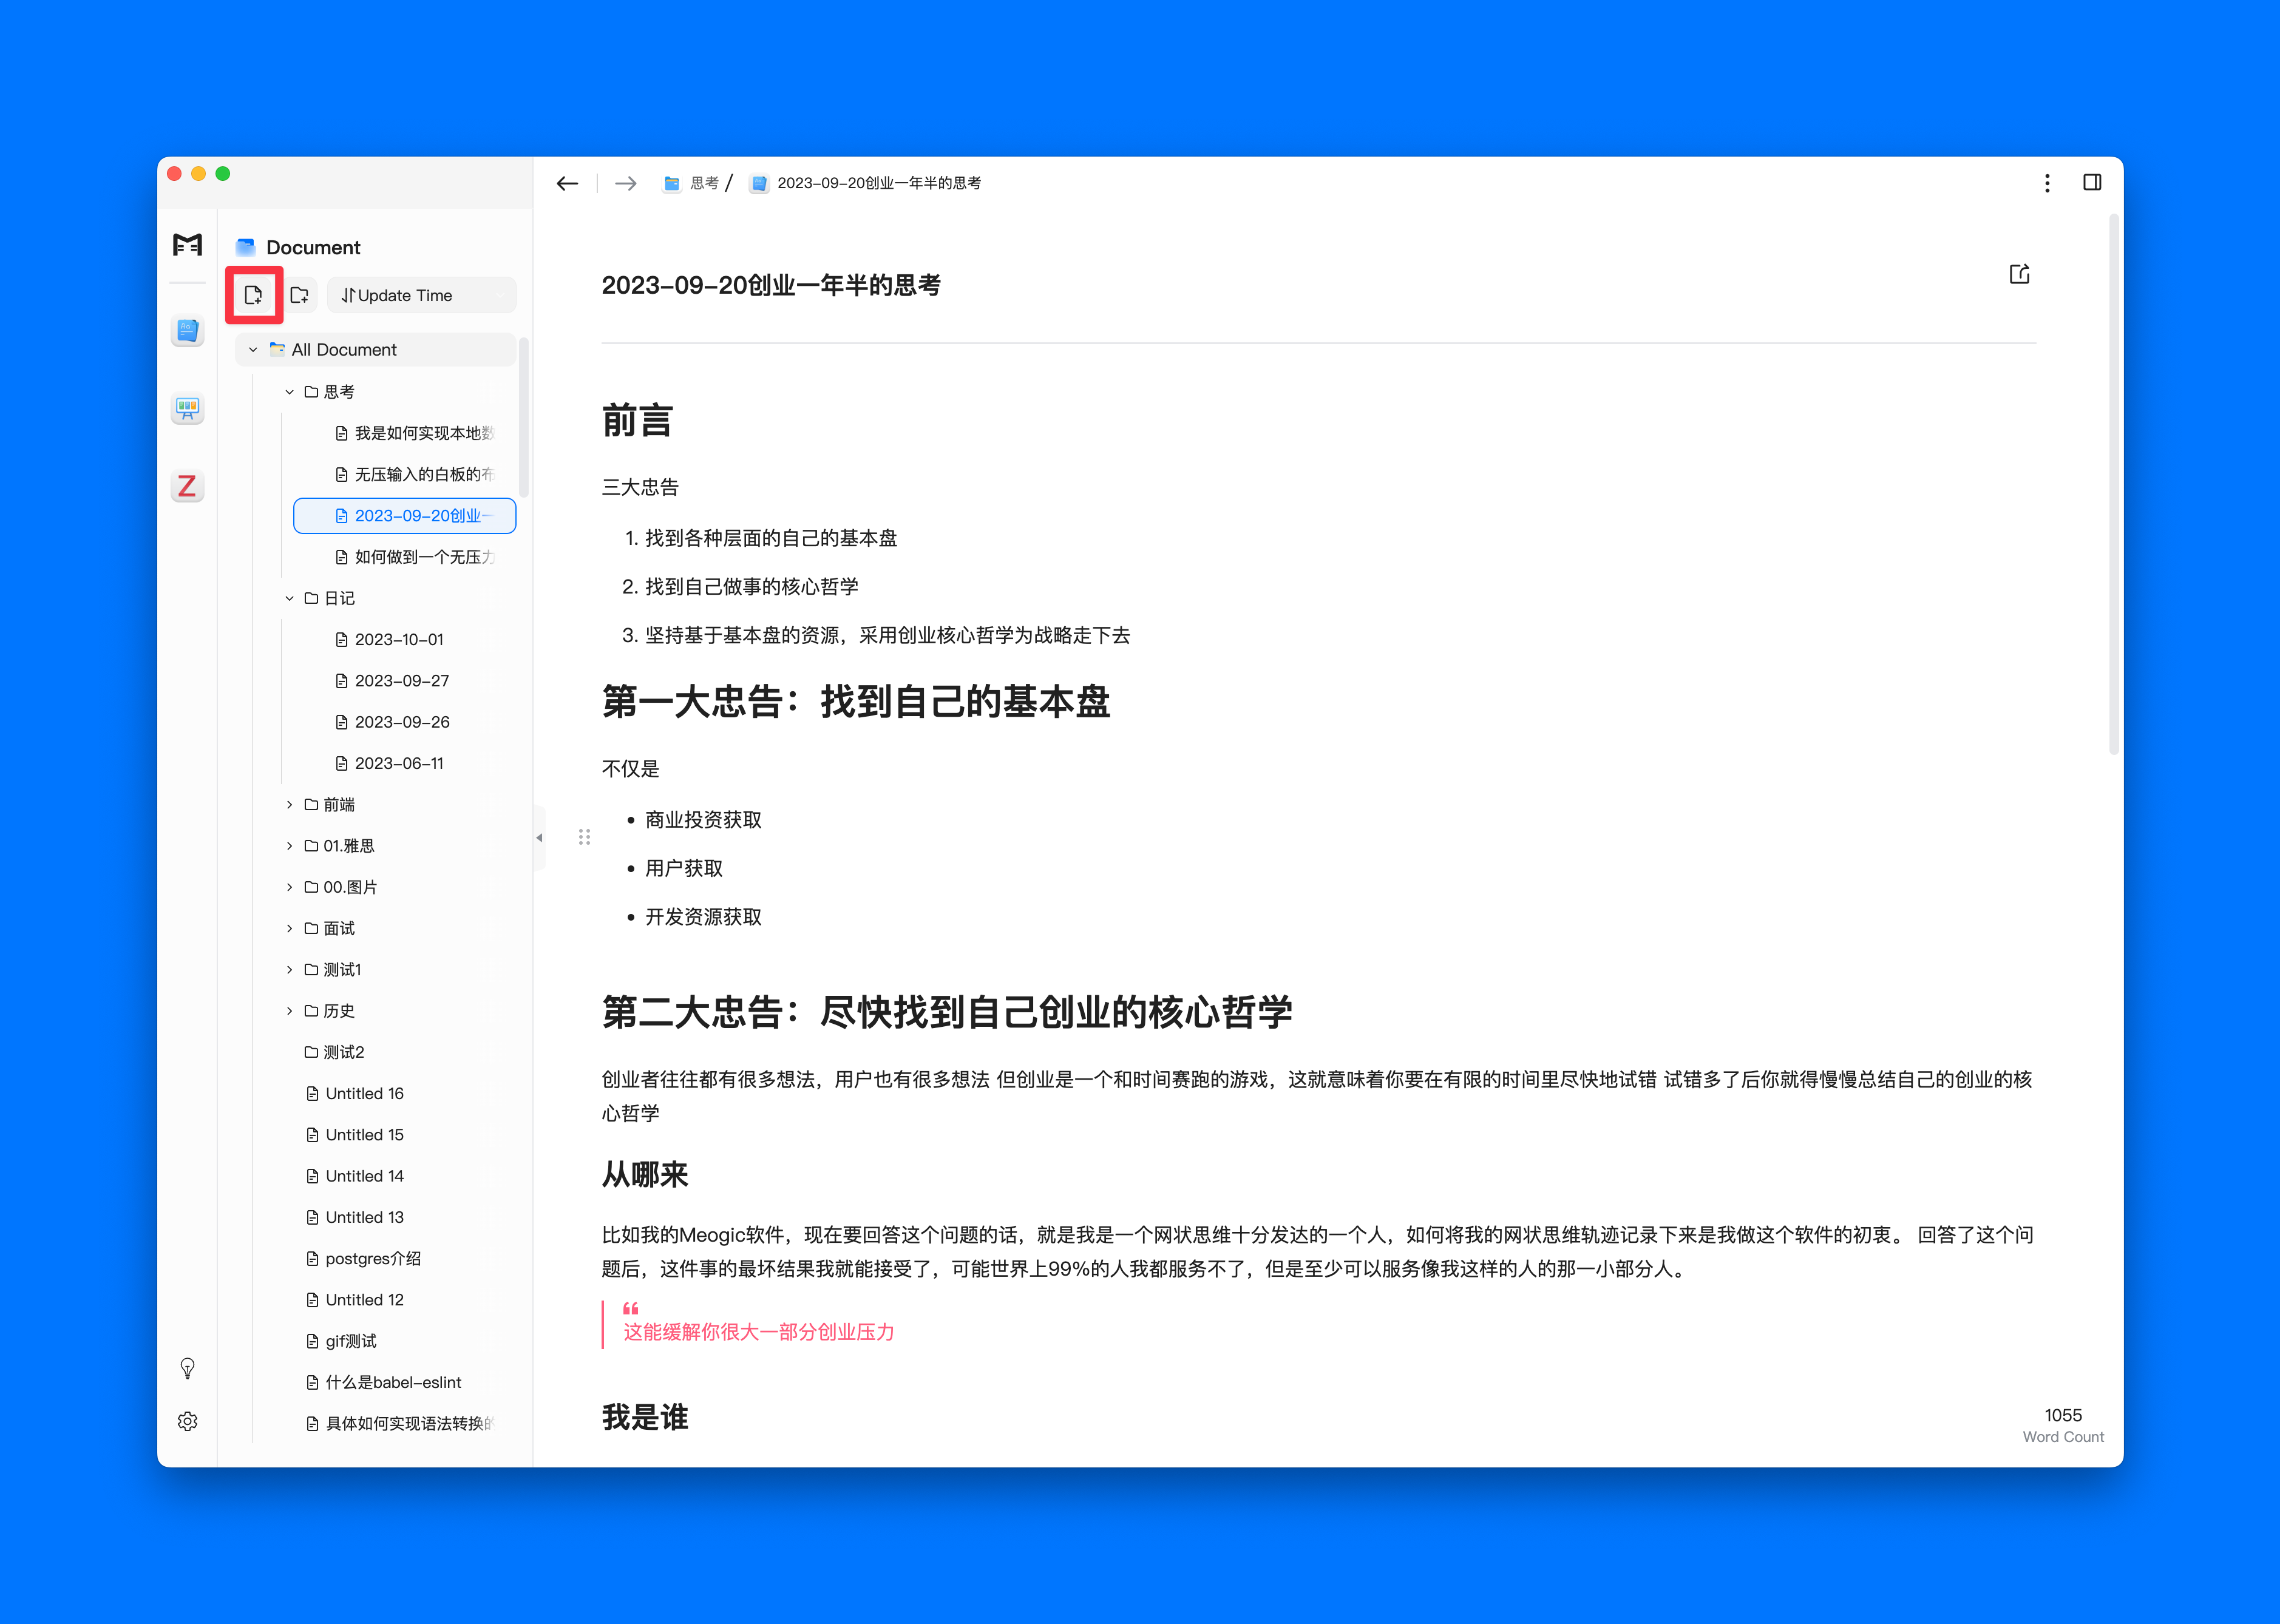 思考 / 2023-09-20创业一年半的思考
Document
Update Time
All Document
思考
我是如何实现本地数
无压输入的白板的布
2023-09-20创业一
如何做到一个无压力
日记
2023-10-01
2023-09-27
2023-09-26
2023-06-11
前端
01.雅思
00.图片
面试
测试1
历史
测试2
Untitled 16
Untitled 15
Untitled 14
Untitled 13
postgres介绍
Untitled 12
gif测试
什么是babel-eslint
具体如何实现语法转换的
2023-09-20创业一年半的思考
前言
三大忠告
1. 找到各种层面的自己的基本盘
2. 找到自己做事的核心哲学
3. 坚持基于基本盘的资源，采用创业核心哲学为战略走下去
第一大忠告：找到自己的基本盘
不仅是
• 商业投资获取
• 用户获取
• 开发资源获取
第二大忠告：尽快找到自己创业的核心哲学
创业者往往都有很多想法，用户也有很多想法 但创业是一个和时间赛跑的游戏，这就意味着你要在有限的时间里尽快地试错 试错多了后你就得慢慢总结自己的创业的核
心哲学
从哪来
比如我的Meogic软件，现在要回答这个问题的话，就是我是一个网状思维十分发达的一个人，如何将我的网状思维轨迹记录下来是我做这个软件的初衷。 回答了这个问
题后，这件事的最坏结果我就能接受了，可能世界上99%的人我都服务不了，但是至少可以服务像我这样的人的那一小部分人。
这能缓解你很大一部分创业压力
我是谁
1055
Word Count